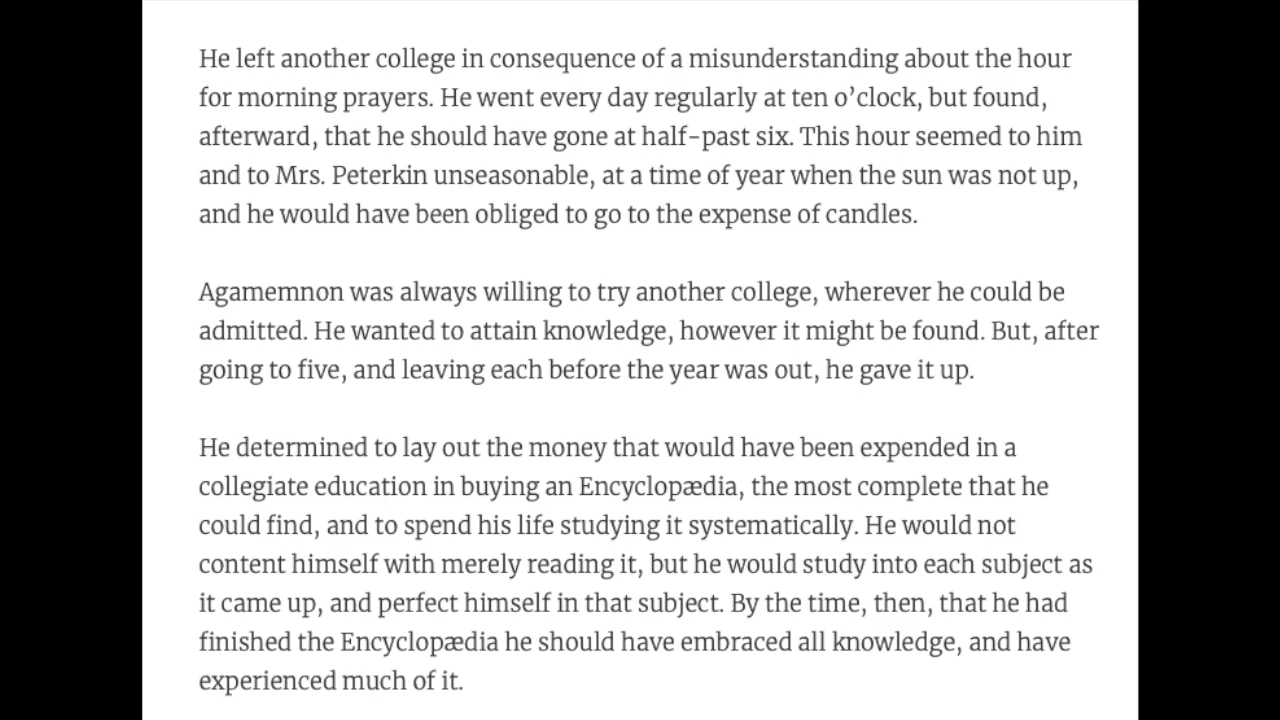 He left another college in consequence of a misunderstanding about the hour
for morning prayers. He went every day regularly at ten o’clock, but found,
afterward, that he should have gone at half-past six. This hour seemed to him
and to Mrs. Peterkin unseasonable, at a time of year when the sun was not up,
and he would have been obliged to go to the expense of candles.
Agamemnon was always willing to try another college, wherever he could be
admitted. He wanted to attain knowledge, however it might be found. But, after
going to five, and leaving each before the year was out, he gave it up.
He determined to lay out the money that would have been expended in a
collegiate education in buying an Encyclopædia, the most complete that he
could find, and to spend his life studying it systematically. He would not
content himself with merely reading it, but he would study into each subject as
it came up, and perfect himself in that subject. By the time, then, that he had
finished the Encyclopædia he should have embraced all knowledge, and have
experienced much of it.